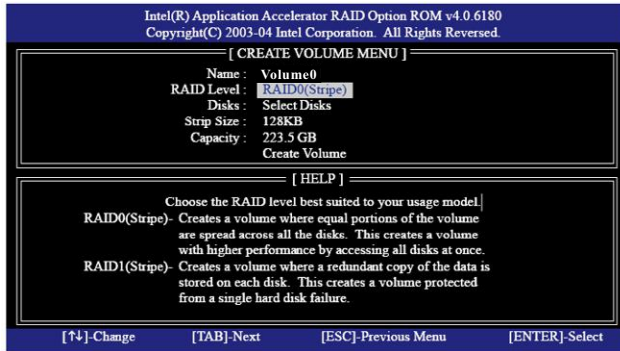 Intel(R) Application Accelerator RAID Option ROM v4.0.6180
Copyright(C) 2003-04 Intel Corporation. All Rights Reversed.
[ CREATE VOLUME MENU ]
Name : Volume0
RAID Level : RAID0(Stripe)
Disks : Select Disks
Strip Size : 128KB
Capacity : 223.5 GB
Create Volume
[ HELP ]
Choose the RAID level best suited to your usage model.
RAID0(Stripe)- Creates a volume where equal portions of the volume
are spread across all the disks. This creates a volume
with higher performance by accessing all disks at once.
RAID1(Stripe)- Creates a volume where a redundant copy of the data is
stored on each disk. This creates a volume protected
from a single hard disk failure.
[↑↓]-Change [TAB]-Next [ESC]-Previous Menu [ENTER]-Select